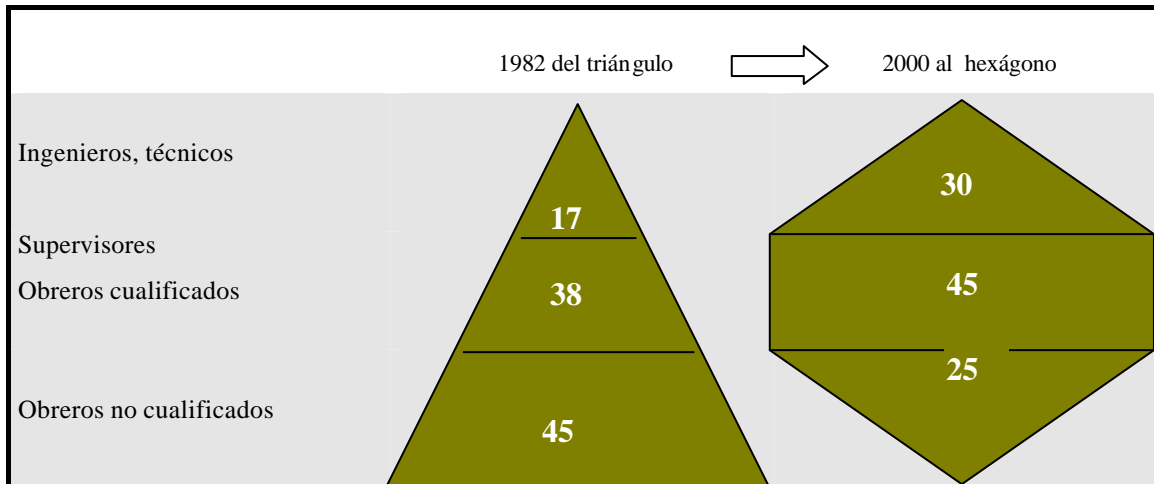 1982 del triángulo 2000 al hexágono
Ingenieros, técnicos
30
17
Supervisores
Obreros cualificados 38 45
25
Obreros no cualificados 45